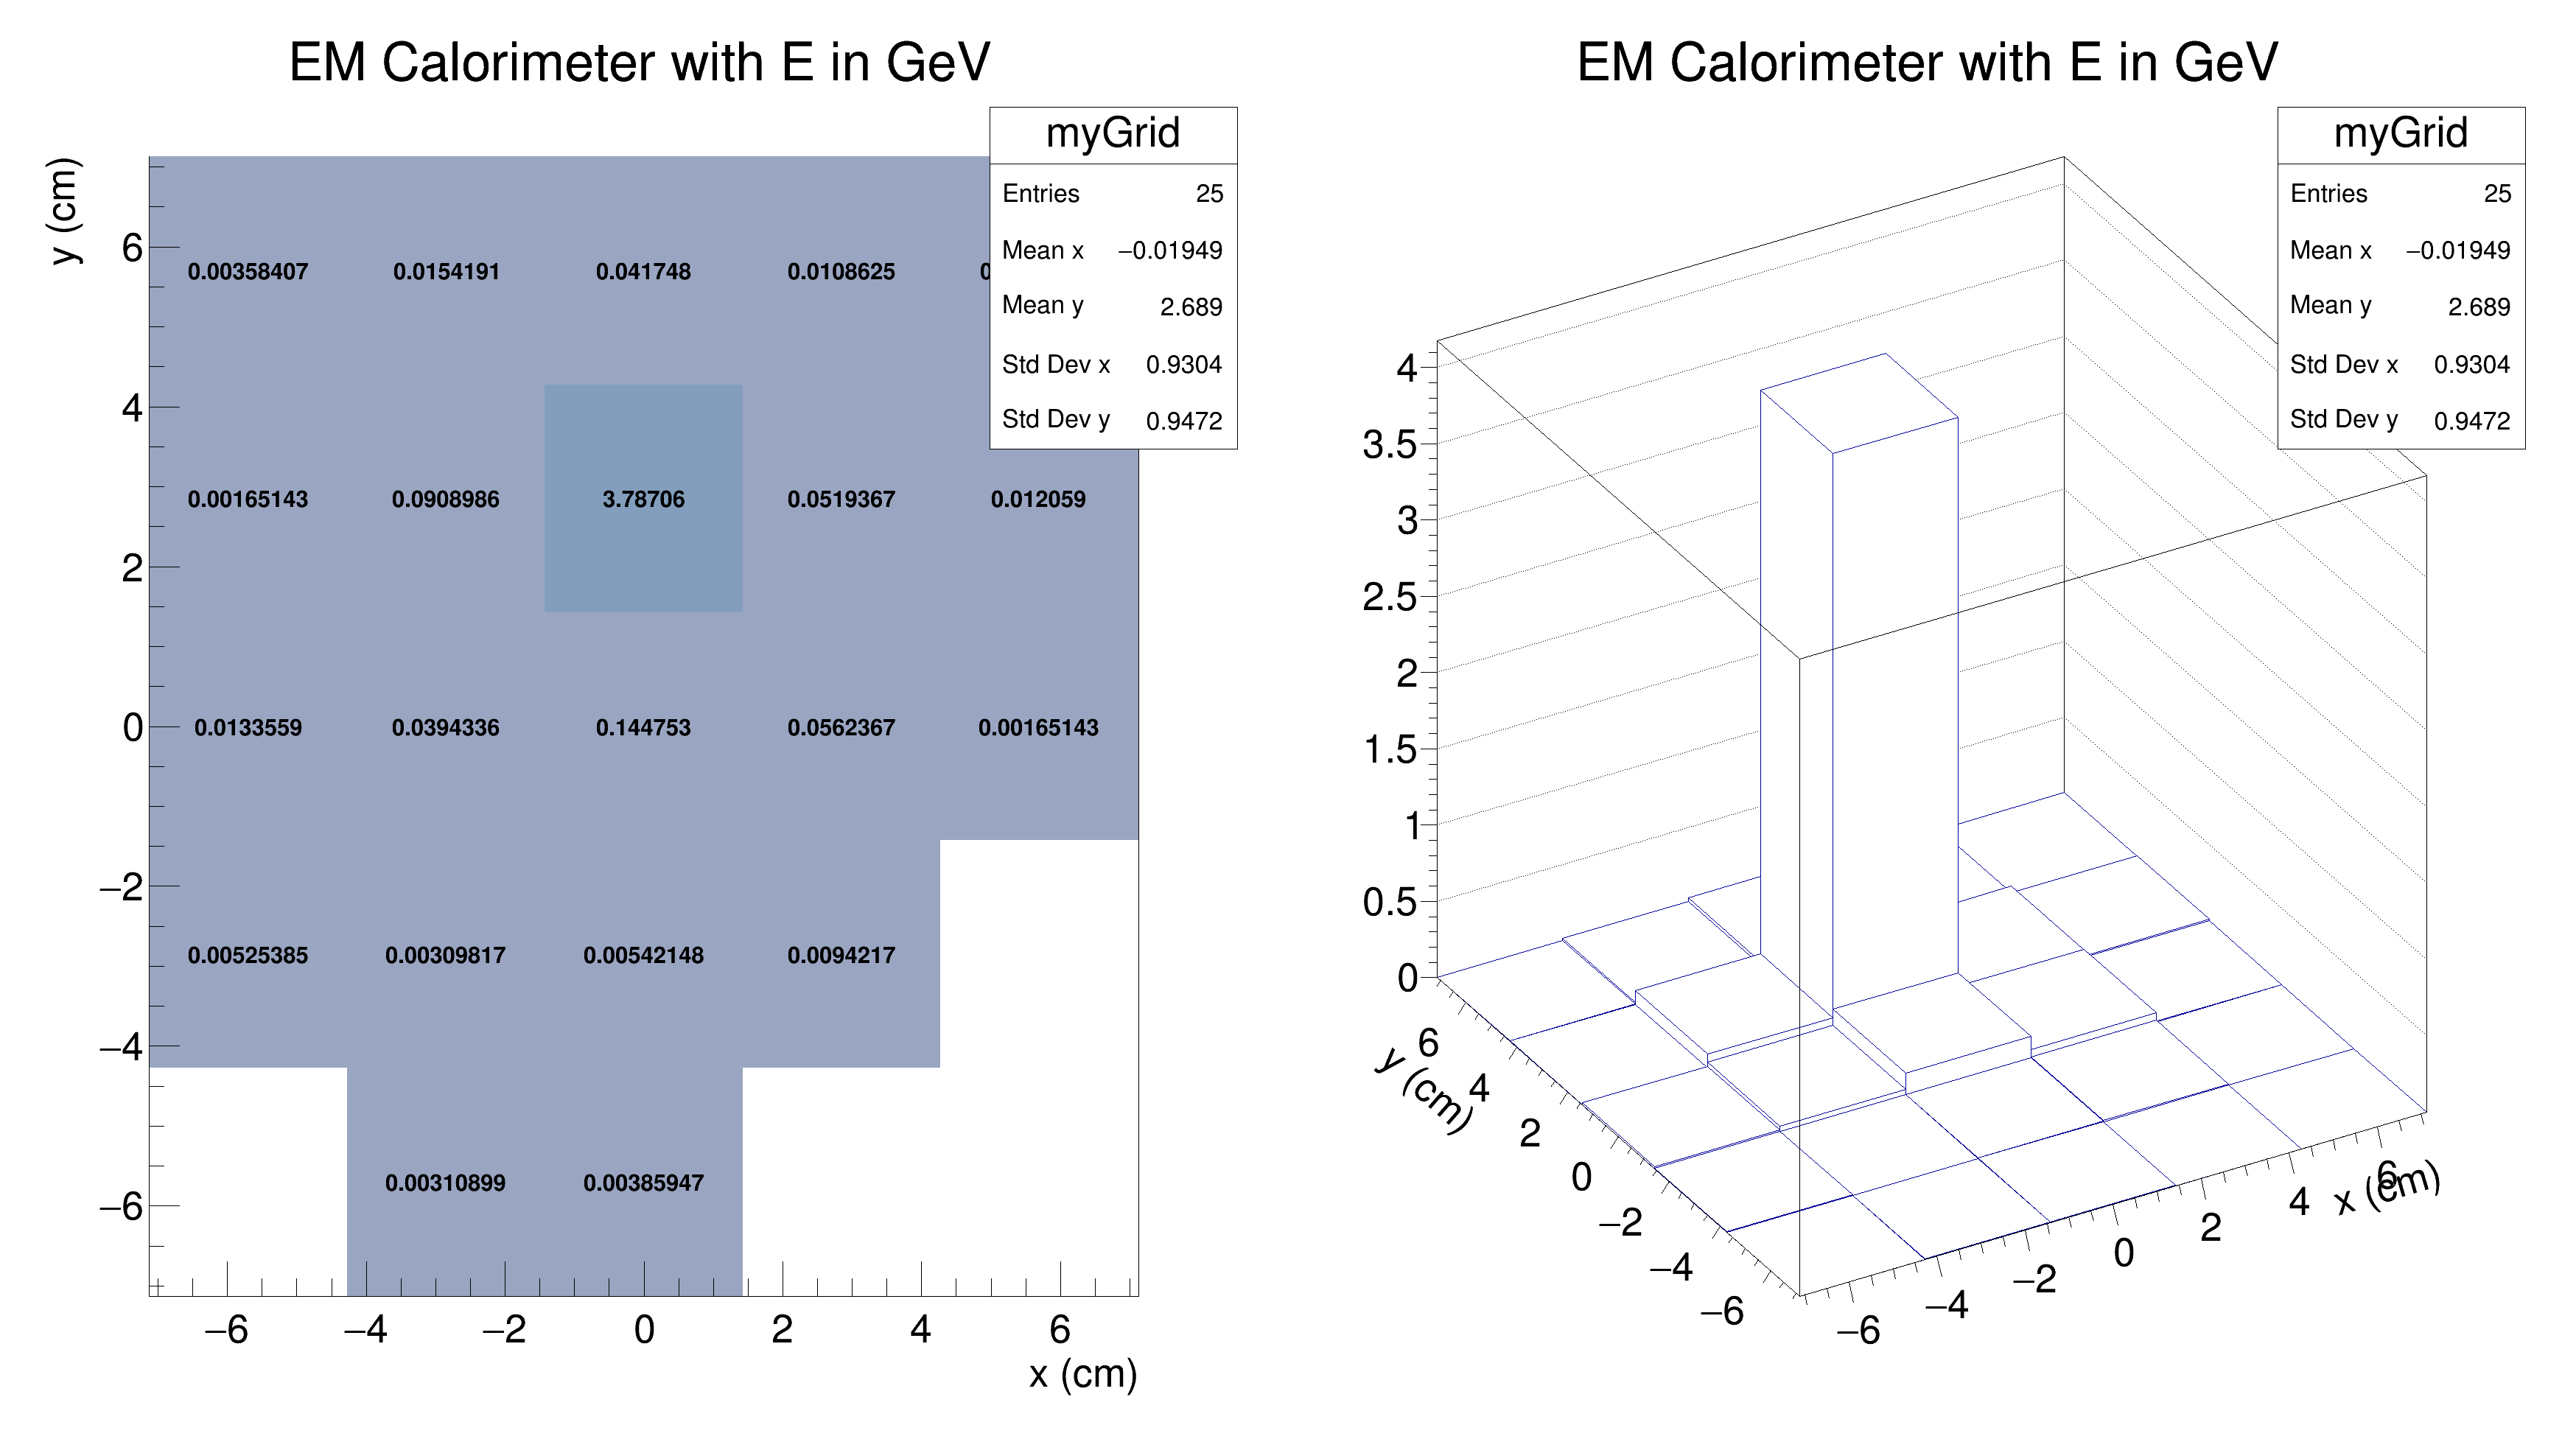 EM Calorimeter with E in GeV
myGrid
Entries 25
Mean x −0.01949
Mean y 2.689
Std Dev x 0.9304
Std Dev y 0.9472
y (cm)
6
4
2
0
−2
−4
−6
0.00358407 0.0154191 0.041748 0.0108625
0.00165143 0.0908986 3.78706 0.0519367 0.012059
0.0133559 0.0394336 0.144753 0.0562367 0.00165143
0.00525385 0.00309817 0.00542148 0.0094217
0.00310899 0.00385947
−6 −4 −2 0 2 4 6
x (cm)
EM Calorimeter with E in GeV
myGrid
Entries 25
Mean x −0.01949
Mean y 2.689
Std Dev x 0.9304
Std Dev y 0.9472
4
3.5
3
2.5
2
1.5
1
0.5
0
6
4
2
0
−2
−4
−6
y (cm)
−6
−4
−2
0
2
4
6
x (cm)